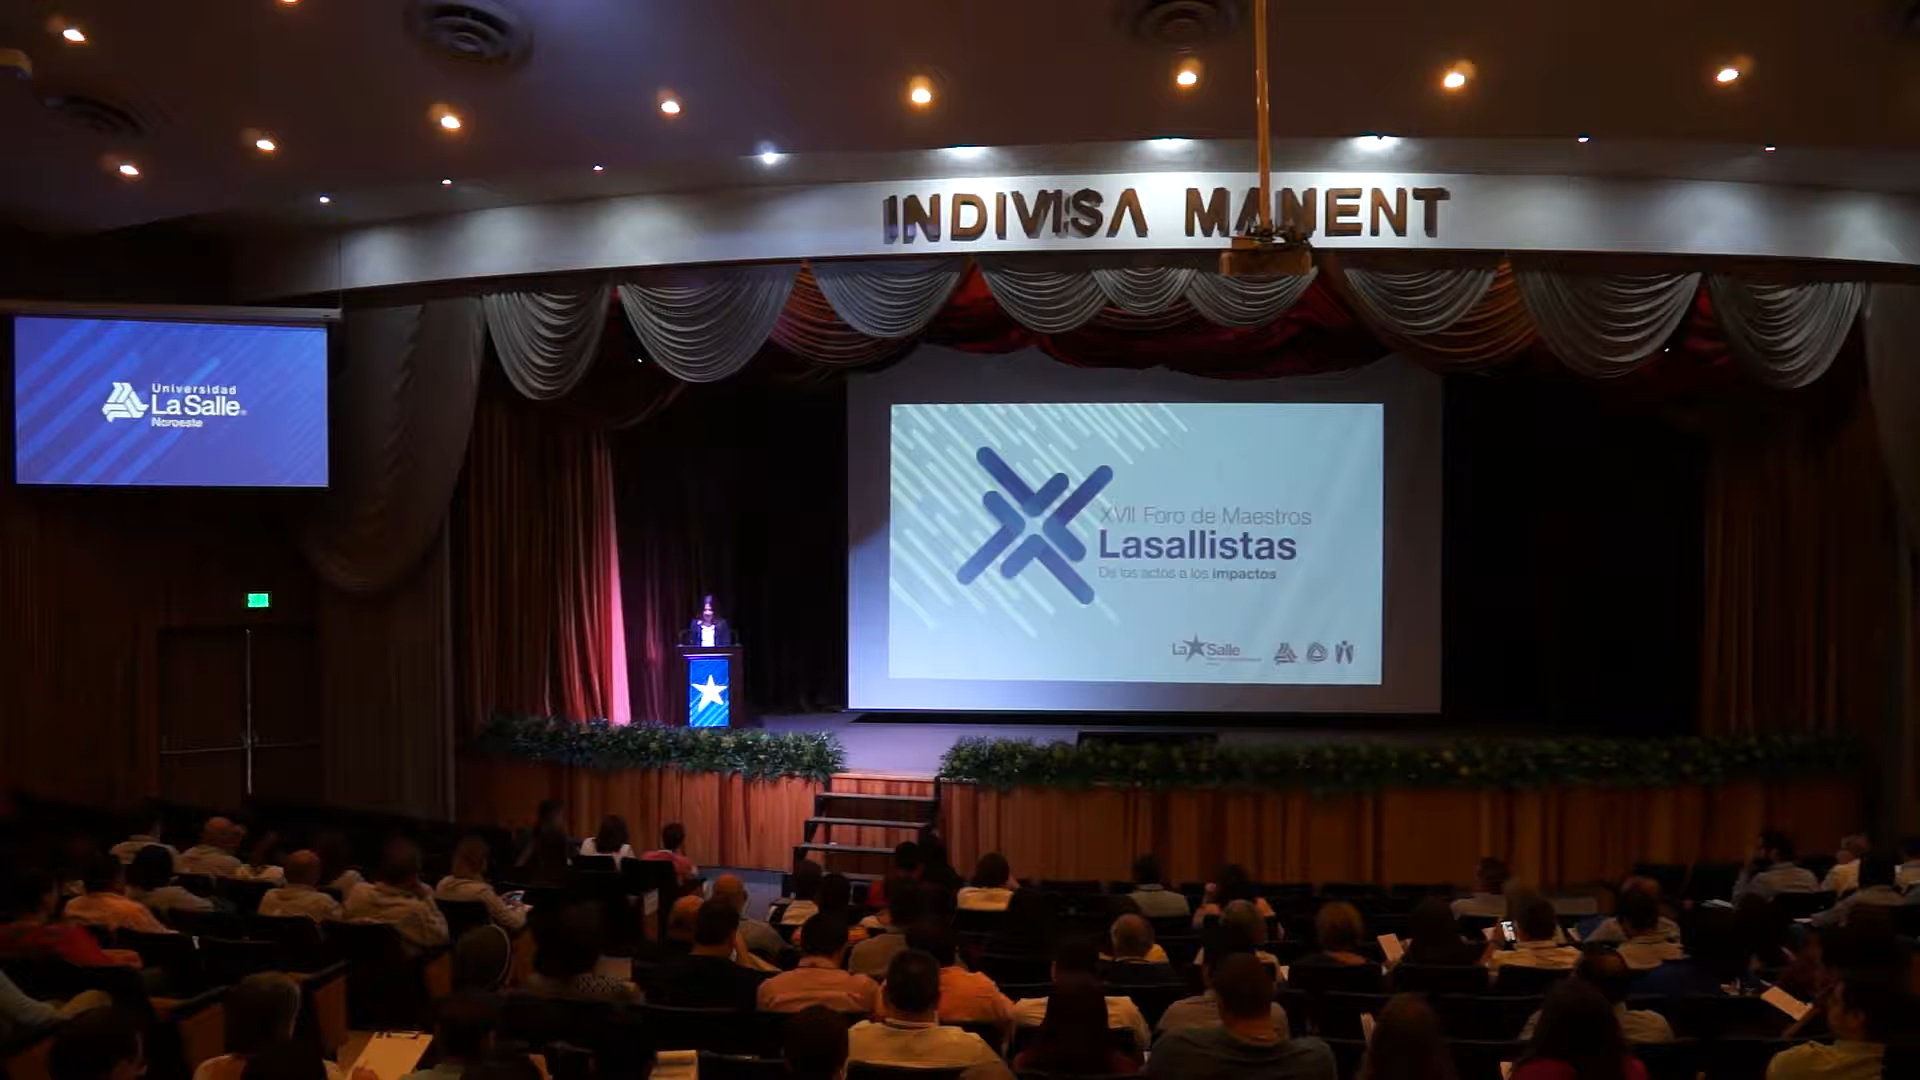 INDIVISA MANENT
Universidad
La Salle
Noroeste
XVII Foro de Maestros
Lasallistas
De los actos a los impactos
La Salle